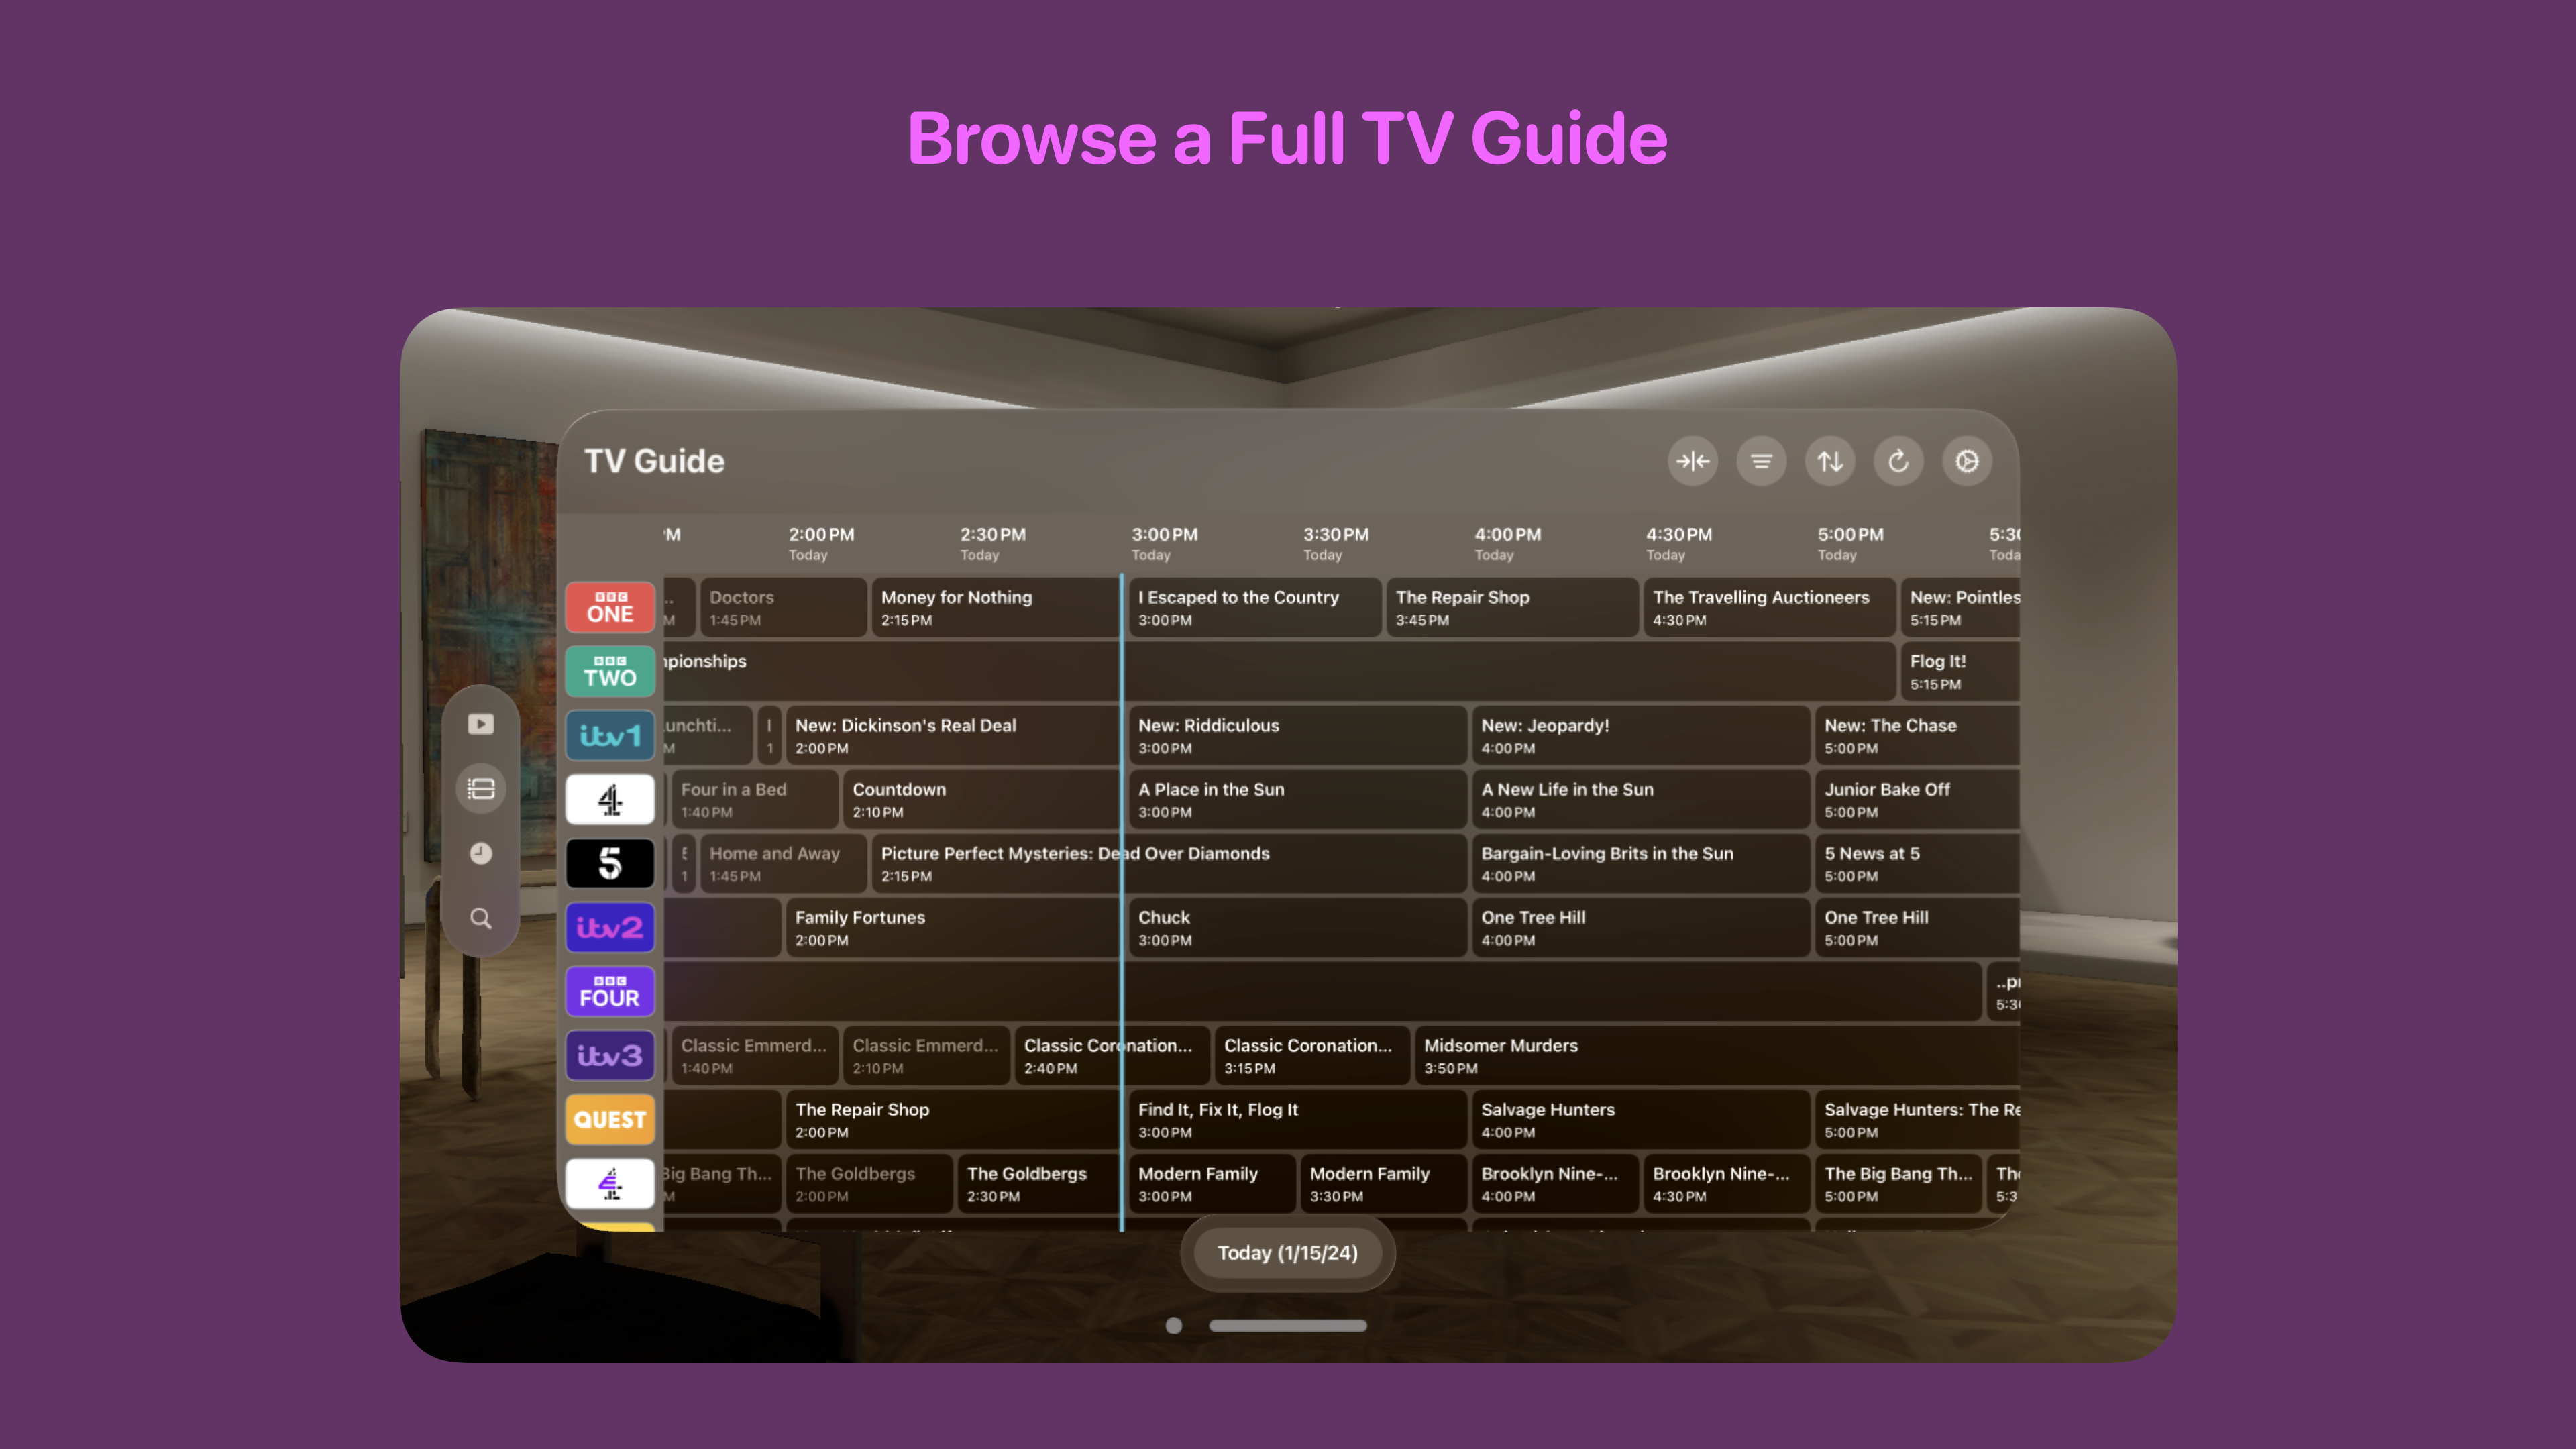 Browse a Full TV Guide
TV Guide
2:00 PM
2:30 PM
3:00 PM
3:30 PM
4:00 PM
4:30 PM
5:00 PM
Today
Today
Today
Today
Today
Today
Today
BBC ONE
Doctors
1:45 PM
Money for Nothing
2:15 PM
I Escaped to the Country
3:00 PM
The Repair Shop
3:45 PM
The Travelling Auctioneers
4:30 PM
New: Pointles
5:15 PM
BBC TWO
npionships
Flog It!
5:15 PM
itv1
unchti...
New: Dickinson's Real Deal
2:00 PM
New: Riddiculous
3:00 PM
New: Jeopardy!
4:00 PM
New: The Chase
5:00 PM
4
Four in a Bed
1:40 PM
Countdown
2:10 PM
A Place in the Sun
3:00 PM
A New Life in the Sun
4:00 PM
Junior Bake Off
5:00 PM
5
Home and Away
1:45 PM
Picture Perfect Mysteries: Dead Over Diamonds
2:15 PM
Bargain-Loving Brits in the Sun
4:00 PM
5 News at 5
5:00 PM
itv2
Family Fortunes
2:00 PM
Chuck
3:00 PM
One Tree Hill
4:00 PM
One Tree Hill
5:00 PM
BBC FOUR
itv3
Classic Emmerd...
1:40 PM
Classic Emmerd...
2:10 PM
Classic Coronation...
2:40 PM
Classic Coronation...
3:15 PM
Midsomer Murders
3:50 PM
QUEST
The Repair Shop
2:00 PM
Find It, Fix It, Flog It
3:00 PM
Salvage Hunters
4:00 PM
Salvage Hunters: The Re
5:00 PM
4
Big Bang Th...
The Goldbergs
2:00 PM
The Goldbergs
2:30 PM
Modern Family
3:00 PM
Modern Family
3:30 PM
Brooklyn Nine-...
4:00 PM
Brooklyn Nine-...
4:30 PM
The Big Bang Th...
5:00 PM
Today (1/15/24)